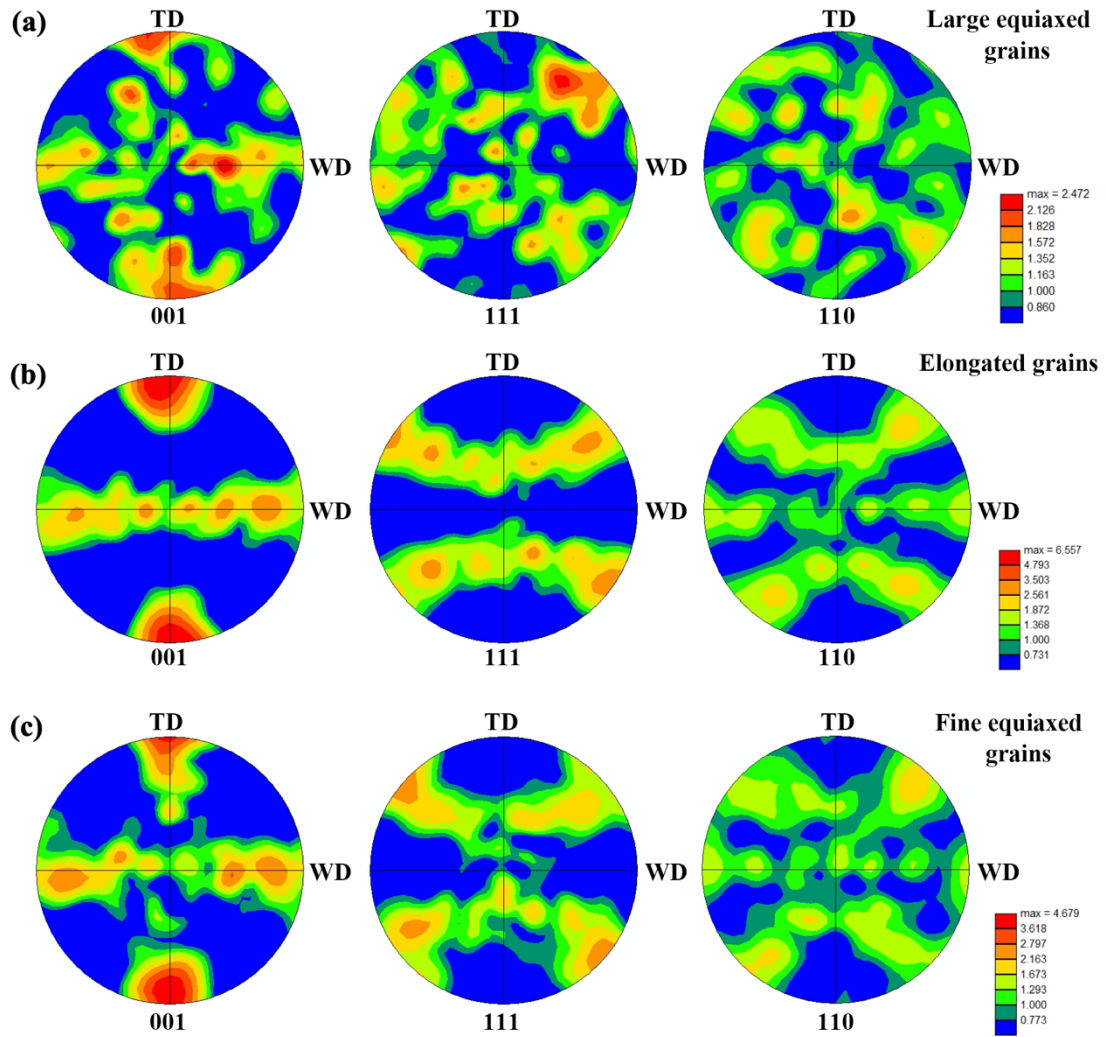 (a)
TD
TD
TD
Large equiaxed
grains
WD
WD
WD
max = 2.472
2.126
1.828
1.572
1.352
1.163
1.000
0.860
001
111
110
(b)
TD
TD
TD
Elongated grains
WD
WD
WD
max = 6.557
4.793
3.503
2.561
1.872
1.368
1.000
0.731
001
111
110
(c)
TD
TD
TD
Fine equiaxed
grains
WD
WD
WD
max = 4.679
3.618
2.797
2.163
1.673
1.293
1.000
0.773
001
111
110